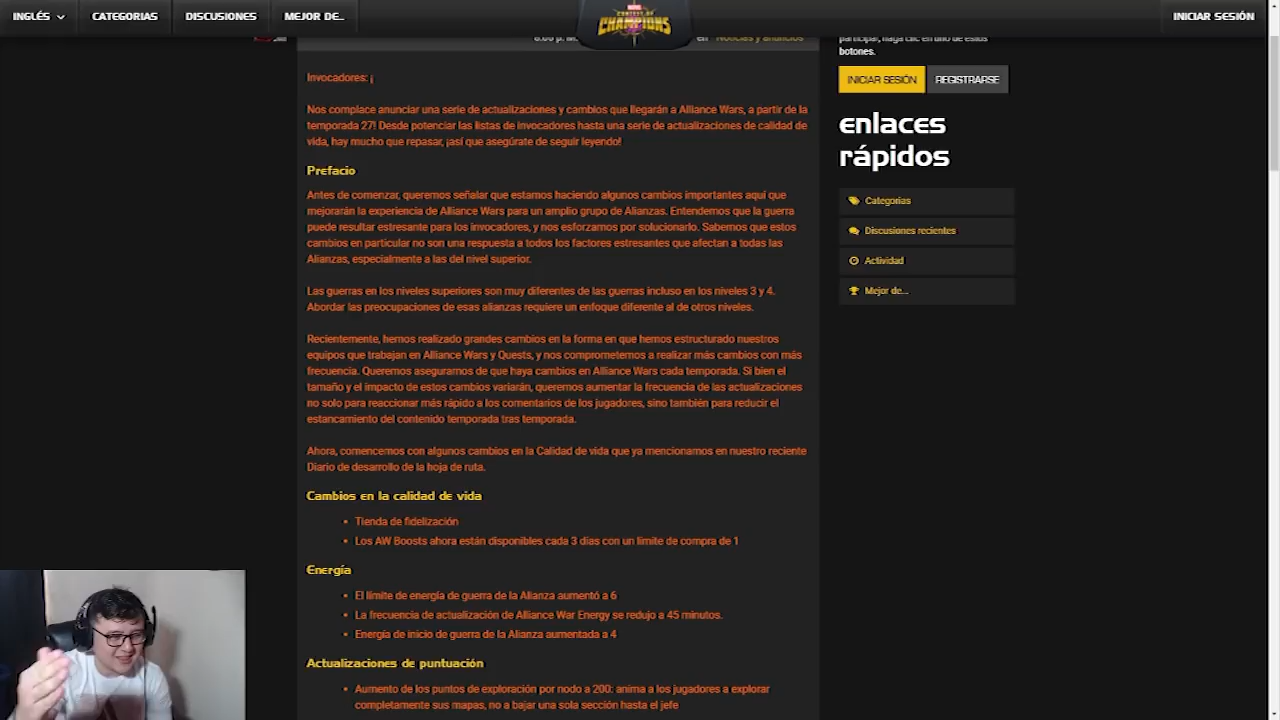 INGLÉS
CATEGORIAS
DISCUSIONES
MEJOR DE...
MARVEL
CONTEST OF
CHAMPIONS
INICIAR SESIÓN
en Noticias y anuncios
participar, haga clic en uno de estos
botones.
INICIAR SESIÓN
REGISTRARSE
Invocadores: ¡
Nos complace anunciar una serie de actualizaciones y cambios que llegarán a Alliance Wars, a partir de la
temporada 27! Desde potenciar las listas de invocadores hasta una serie de actualizaciones de calidad de
vida, hay mucho que repasar, ¡así que asegúrate de seguir leyendo!
Prefacio
Antes de comenzar, queremos señalar que estamos haciendo algunos cambios importantes aquí que
mejorarán la experiencia de Alliance Wars para un amplio grupo de Alianzas. Entendemos que la guerra
puede resultar estresante para los invocadores, y nos esforzamos por solucionarlo. Sabemos que estos
cambios en particular no son una respuesta a todos los factores estresantes que afectan a todas las
Alianzas, especialmente a las del nivel superior.
Las guerras en los niveles superiores son muy diferentes de las guerras incluso en los niveles 3 y 4.
Abordar las preocupaciones de esas alianzas requiere un enfoque diferente al de otros niveles.
Recientemente, hemos realizado grandes cambios en la forma en que hemos estructurado nuestros
equipos que trabajan en Alliance Wars y Quests, y nos comprometemos a realizar más cambios con más
frecuencia. Queremos asegurarnos de que haya cambios en Alliance Wars cada temporada. Si bien el
tamaño y el impacto de estos cambios variarán, queremos aumentar la frecuencia de las actualizaciones
no solo para reaccionar más rápido a los comentarios de los jugadores, sino también para reducir el
estancamiento del contenido temporada tras temporada.
Ahora, comencemos con algunos cambios en la Calidad de vida que ya mencionamos en nuestro reciente
Diario de desarrollo de la hoja de ruta.
Cambios en la calidad de vida
• Tienda de fidelización
• Los AW Boosts ahora están disponibles cada 3 días con un límite de compra de 1
Energía
• El límite de energía de guerra de la Alianza aumentó a 6
• La frecuencia de actualización de Alliance War Energy se redujo a 45 minutos.
• Energía de inicio de guerra de la Alianza aumentada a 4
Actualizaciones de puntuación
• Aumento de los puntos de exploración por nodo a 200: anima a los jugadores a explorar
completamente sus mapas, no a bajar una sola sección hasta el jefe
enlaces
rápidos
Categorias
Discusiones recientes
Actividad
Mejor de...